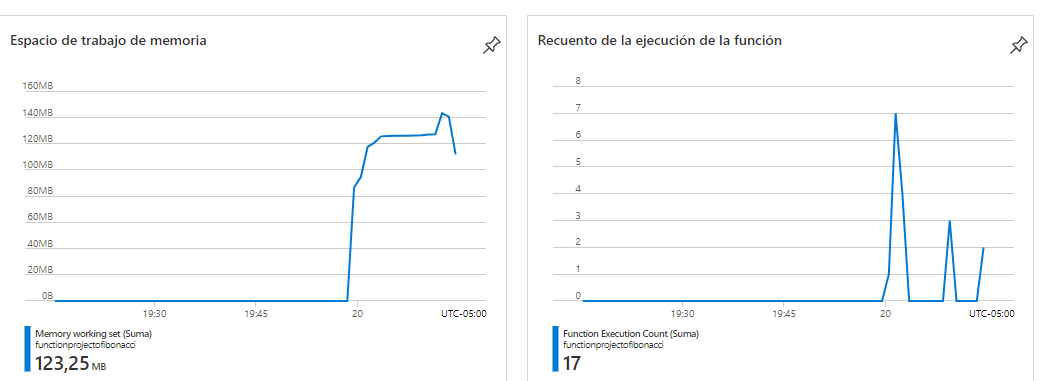 Espacio de trabajo de memoria
160MB
140MB
120MB
100MB
80MB
60MB
40MB
20MB
0B
19:30
19:45
20
UTC-05:00
Memory working set (Suma)
functionprojectofibonacci
123,25 MB
Recuento de la ejecución de la función
8
7
6
5
4
3
2
1
0
19:30
19:45
20
UTC-05:00
Function Execution Count (Suma)
functionprojectofibonacci
17